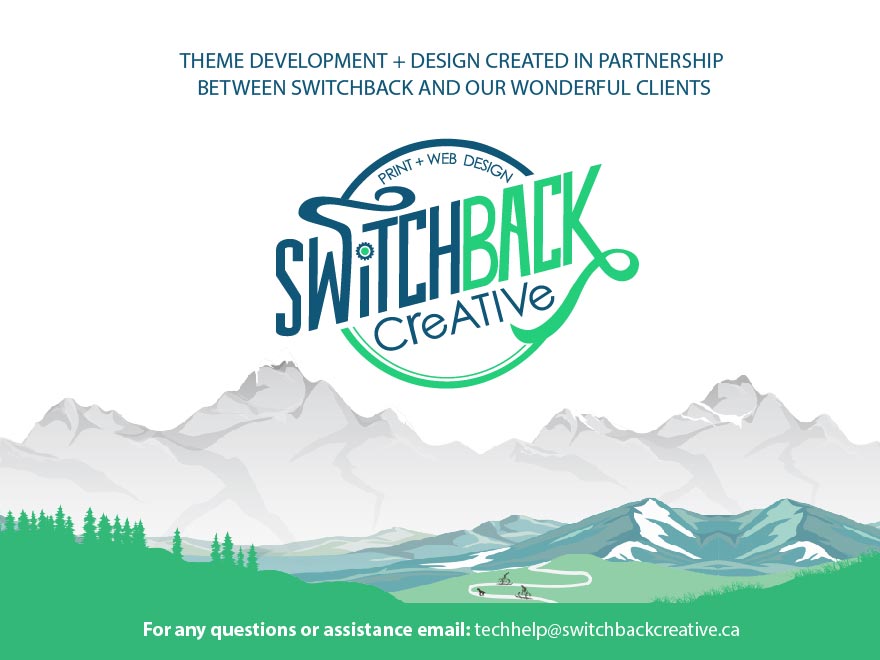 THEME DEVELOPMENT + DESIGN CREATED IN PARTNERSHIP
BETWEEN SWITCHBACK AND OUR WONDERFUL CLIENTS
PRINT + WEB DESIGN
SWiTCHBACK
CreATIVe
For any questions or assistance email: techhelp@switchbackcreative.ca